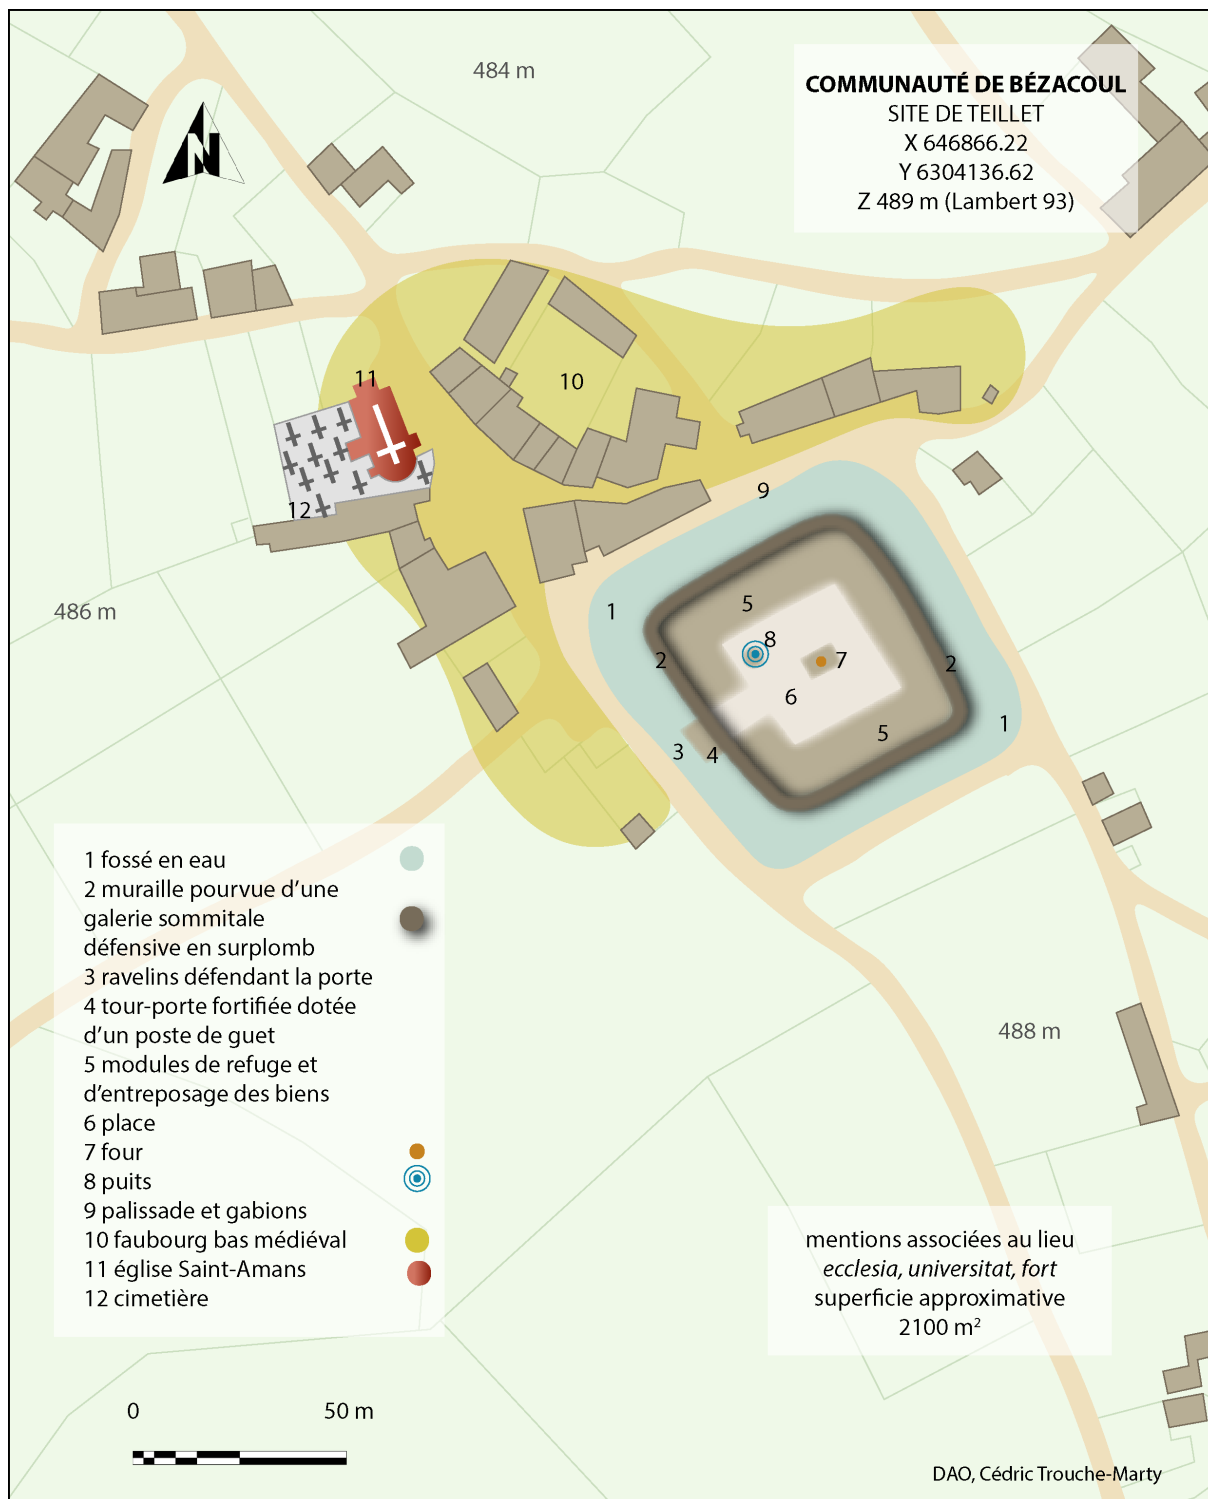 484 m
COMMUNAUTÉ DE BÉZACOUL
SITE DE TEILLET
X 646866.22
Y 6304136.62
Z 489 m (Lambert 93)
N
11
10
12
9
486 m
1
5
8
2
7
2
6
5
1
3
4
1 fossé en eau
2 muraille pourvue d’une
galerie sommitale
défensive en surplomb
3 ravelins défendant la porte
4 tour-porte fortifiée dotée
d’un poste de guet
5 modules de refuge et
d’entreposage des biens
6 place
7 four
8 puits
9 palissade et gabions
10 faubourg bas médiéval
11 église Saint-Amans
12 cimetière
488 m
mentions associées au lieu
ecclesia, universitat, fort
superficie approximative
2100 m²
0 50 m
DAO, Cédric Trouche-Marty